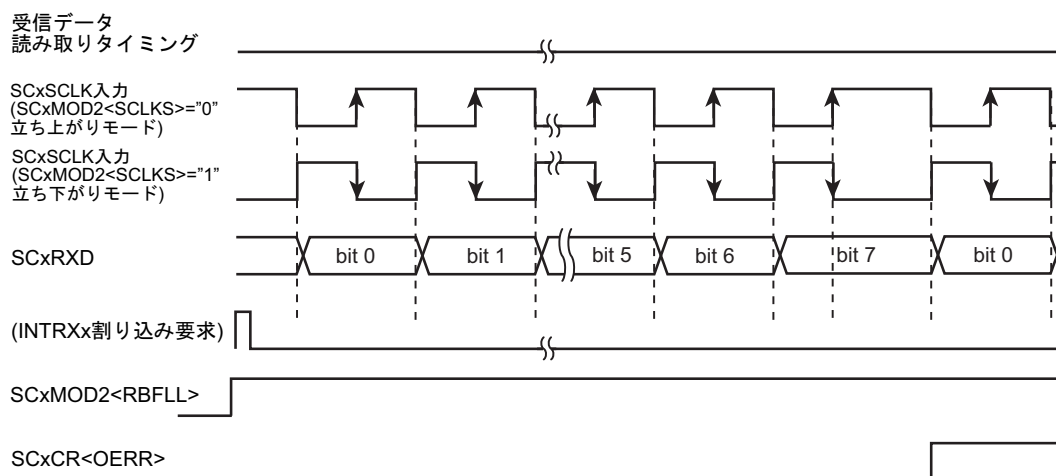 受信データ
読み取りタイミング
SCxSCLK入力
(SCxMOD2<SCLKS>="0"
立ち上がりモード)
SCxSCLK入力
(SCxMOD2<SCLKS>="1"
立ち下がりモード)
SCxRXD
bit 0
bit 1
bit 5
bit 6
bit 7
bit 0
(INTRXx割り込み要求)
SCxMOD2<RBFLL>
SCxCR<OERR>